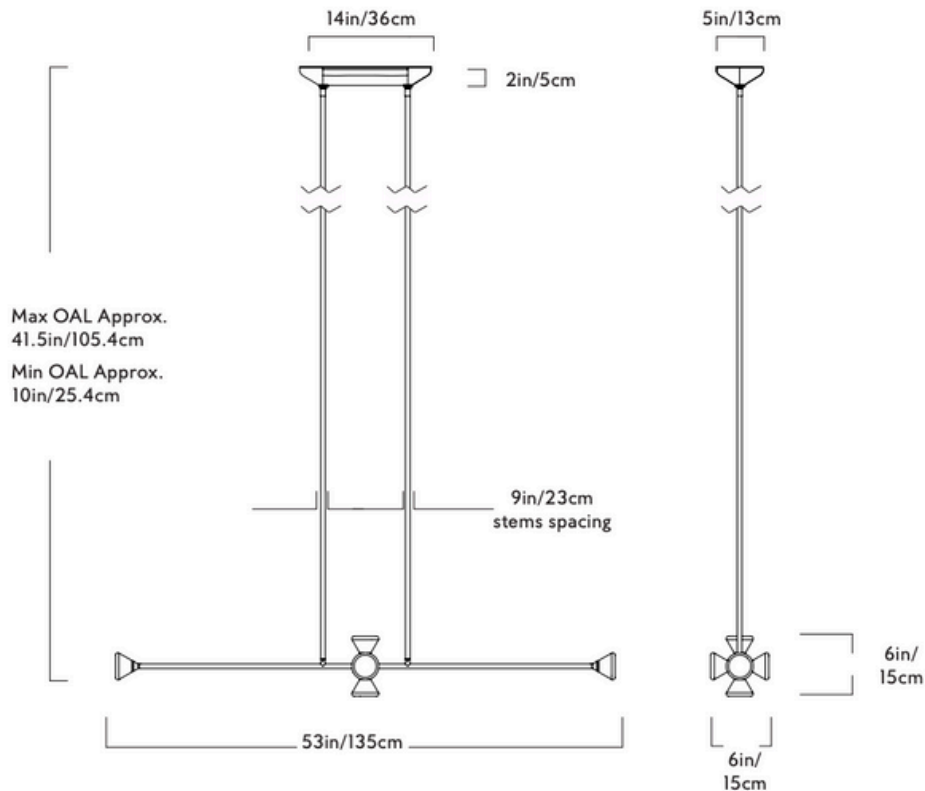 14in/36cm
5in/13cm
2in/5cm
Max OAL Approx.
41.5in/105.4cm
Min OAL Approx.
10in/25.4cm
9in/23cm
stems spacing
6in/
15cm
53in/135cm
6in/
15cm